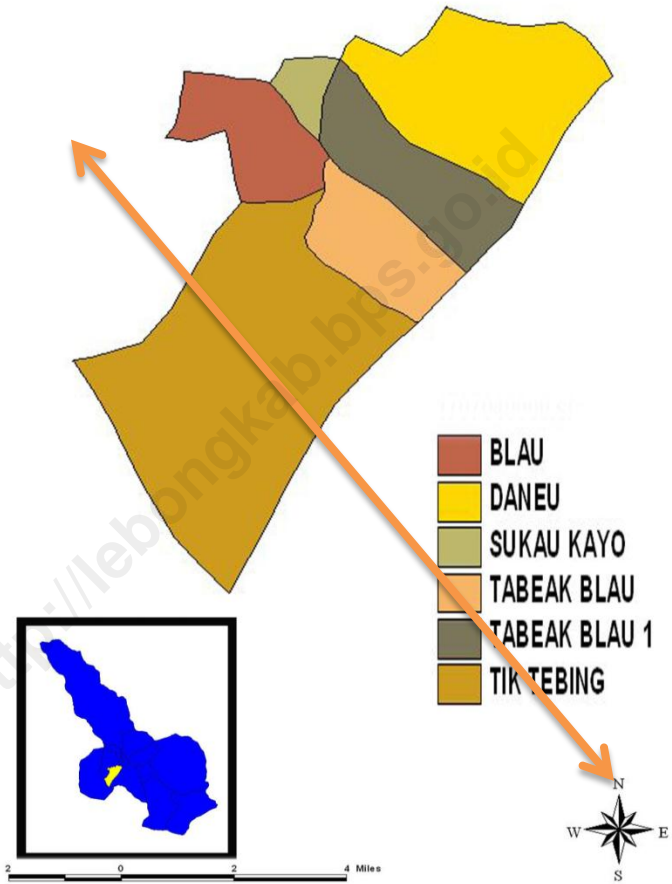 http://lebongkab.bps.go.id
BLAU
DANEU
SUKAU KAYO
TABEAK BLAU
TABEAK BLAU 1
TIK TEBING
N
W E
S
2 0 2 4 Miles